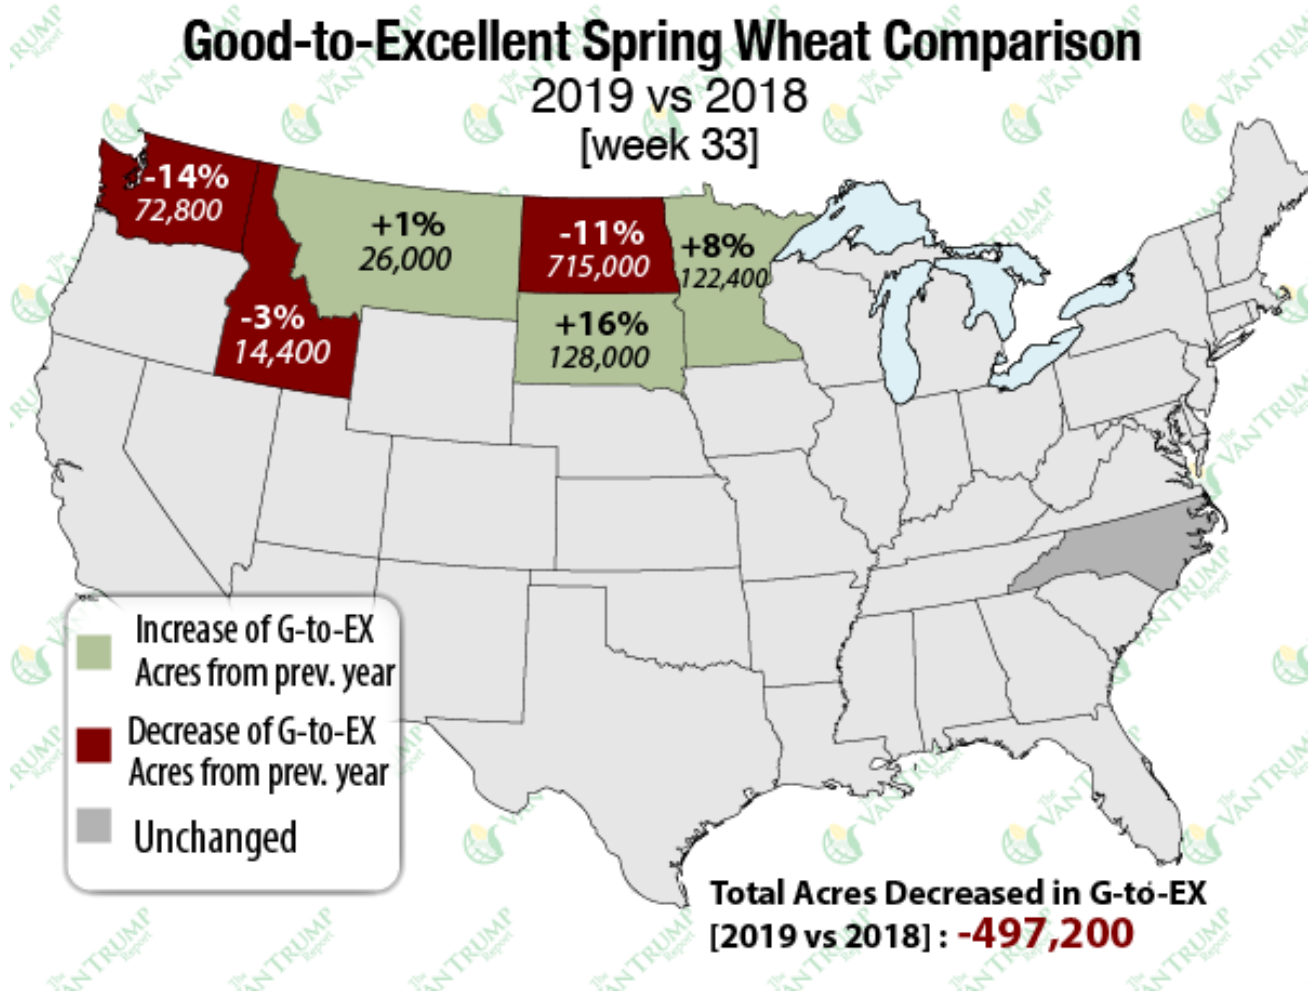 Good-to-Excellent Spring Wheat Comparison
2019 vs 2018
[week 33]
-14%
72,800
+1%
26,000
-11%
715,000
+8%
122,400
-3%
14,400
+16%
128,000
Increase of G-to-EX
Acres from prev. year
Decrease of G-to-EX
Acres from prev. year
Unchanged
Total Acres Decreased in G-to-EX
[2019 vs 2018] : -497,200
The
VANTRUMP
Report